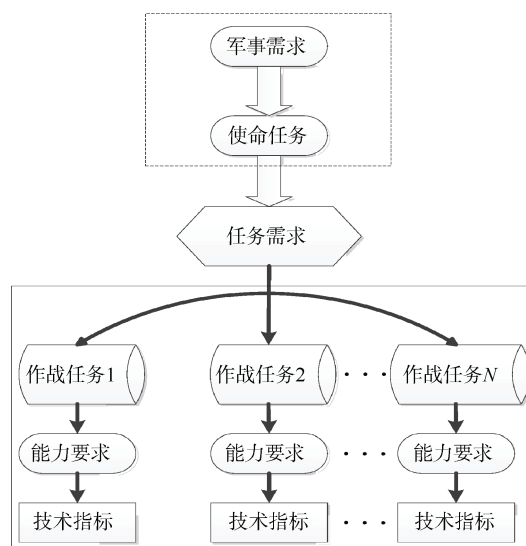 军事需求
使命任务
任务需求
作战任务1 作战任务2 ··· 作战任务N
能力要求 能力要求 ··· 能力要求
技术指标 技术指标 ··· 技术指标